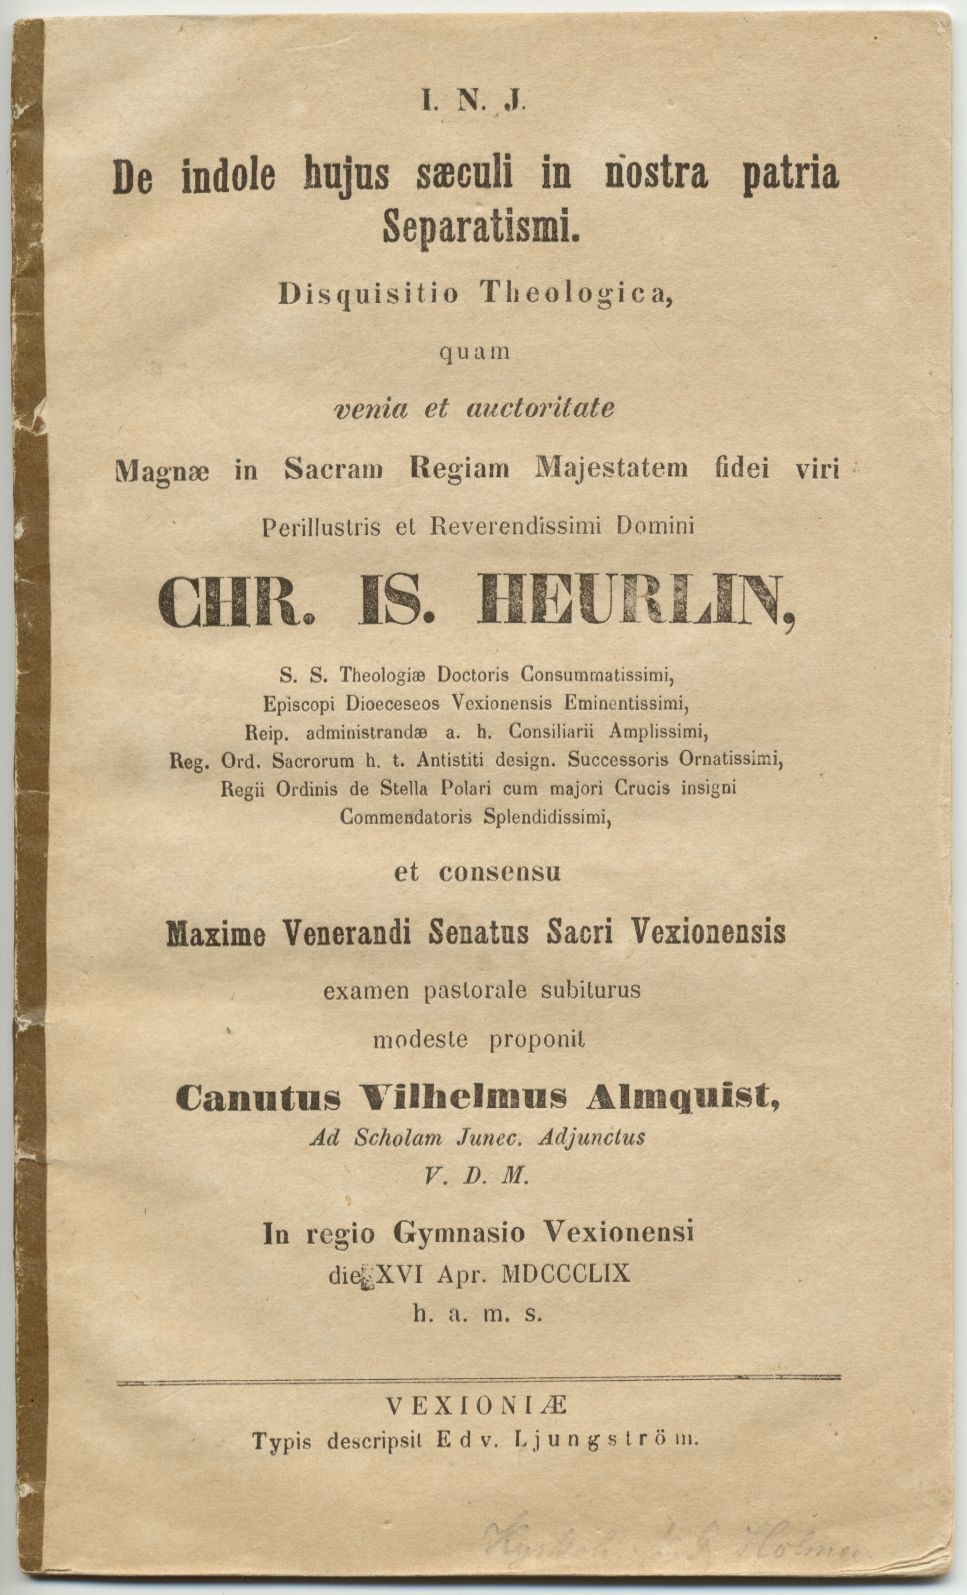 I. N. J.
De indole hujus sæculi in nostra patria
Separatismi.
Disquisitio Theologica,
quam
venia et auctoritate
Magnæ in Sacram Regiam Majestatem fidei viri
Perillustris et Reverendissimi Domini
CHR. IS. HEURLIN,
S. S. Theologiæ Doctoris Consummatissimi,
Episcopi Dioeceseos Vexionensis Eminentissimi,
Reip. administrandæ a. h. Consiliarii Amplissimi,
Reg. Ord. Sacrorum h. t. Antistiti design. Successoris Ornatissimi,
Regii Ordinis de Stella Polari cum majori Crucis insigni
Commendatoris Splendidissimi,
et consensu
Maxime Venerandi Senatus Sacri Vexionensis
examen pastorale subiturus
modeste proponit
Canutus Vilhelmus Almquist,
Ad Scholam Junec. Adjunctus
V. D. M.
In regio Gymnasio Vexionensi
die XVI Apr. MDCCCLIX
h. a. m. s.
VEXIONIÆ
Typis descripsit Edv. Ljungström.